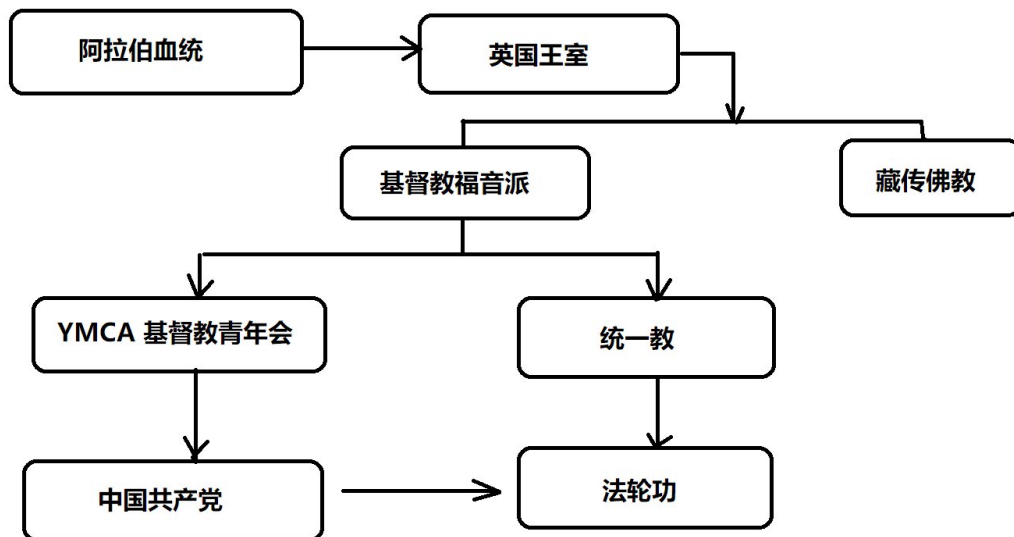 阿拉伯血统
英国王室
基督教福音派
藏传佛教
YMCA 基督教青年会
统一教
中国共产党
法轮功